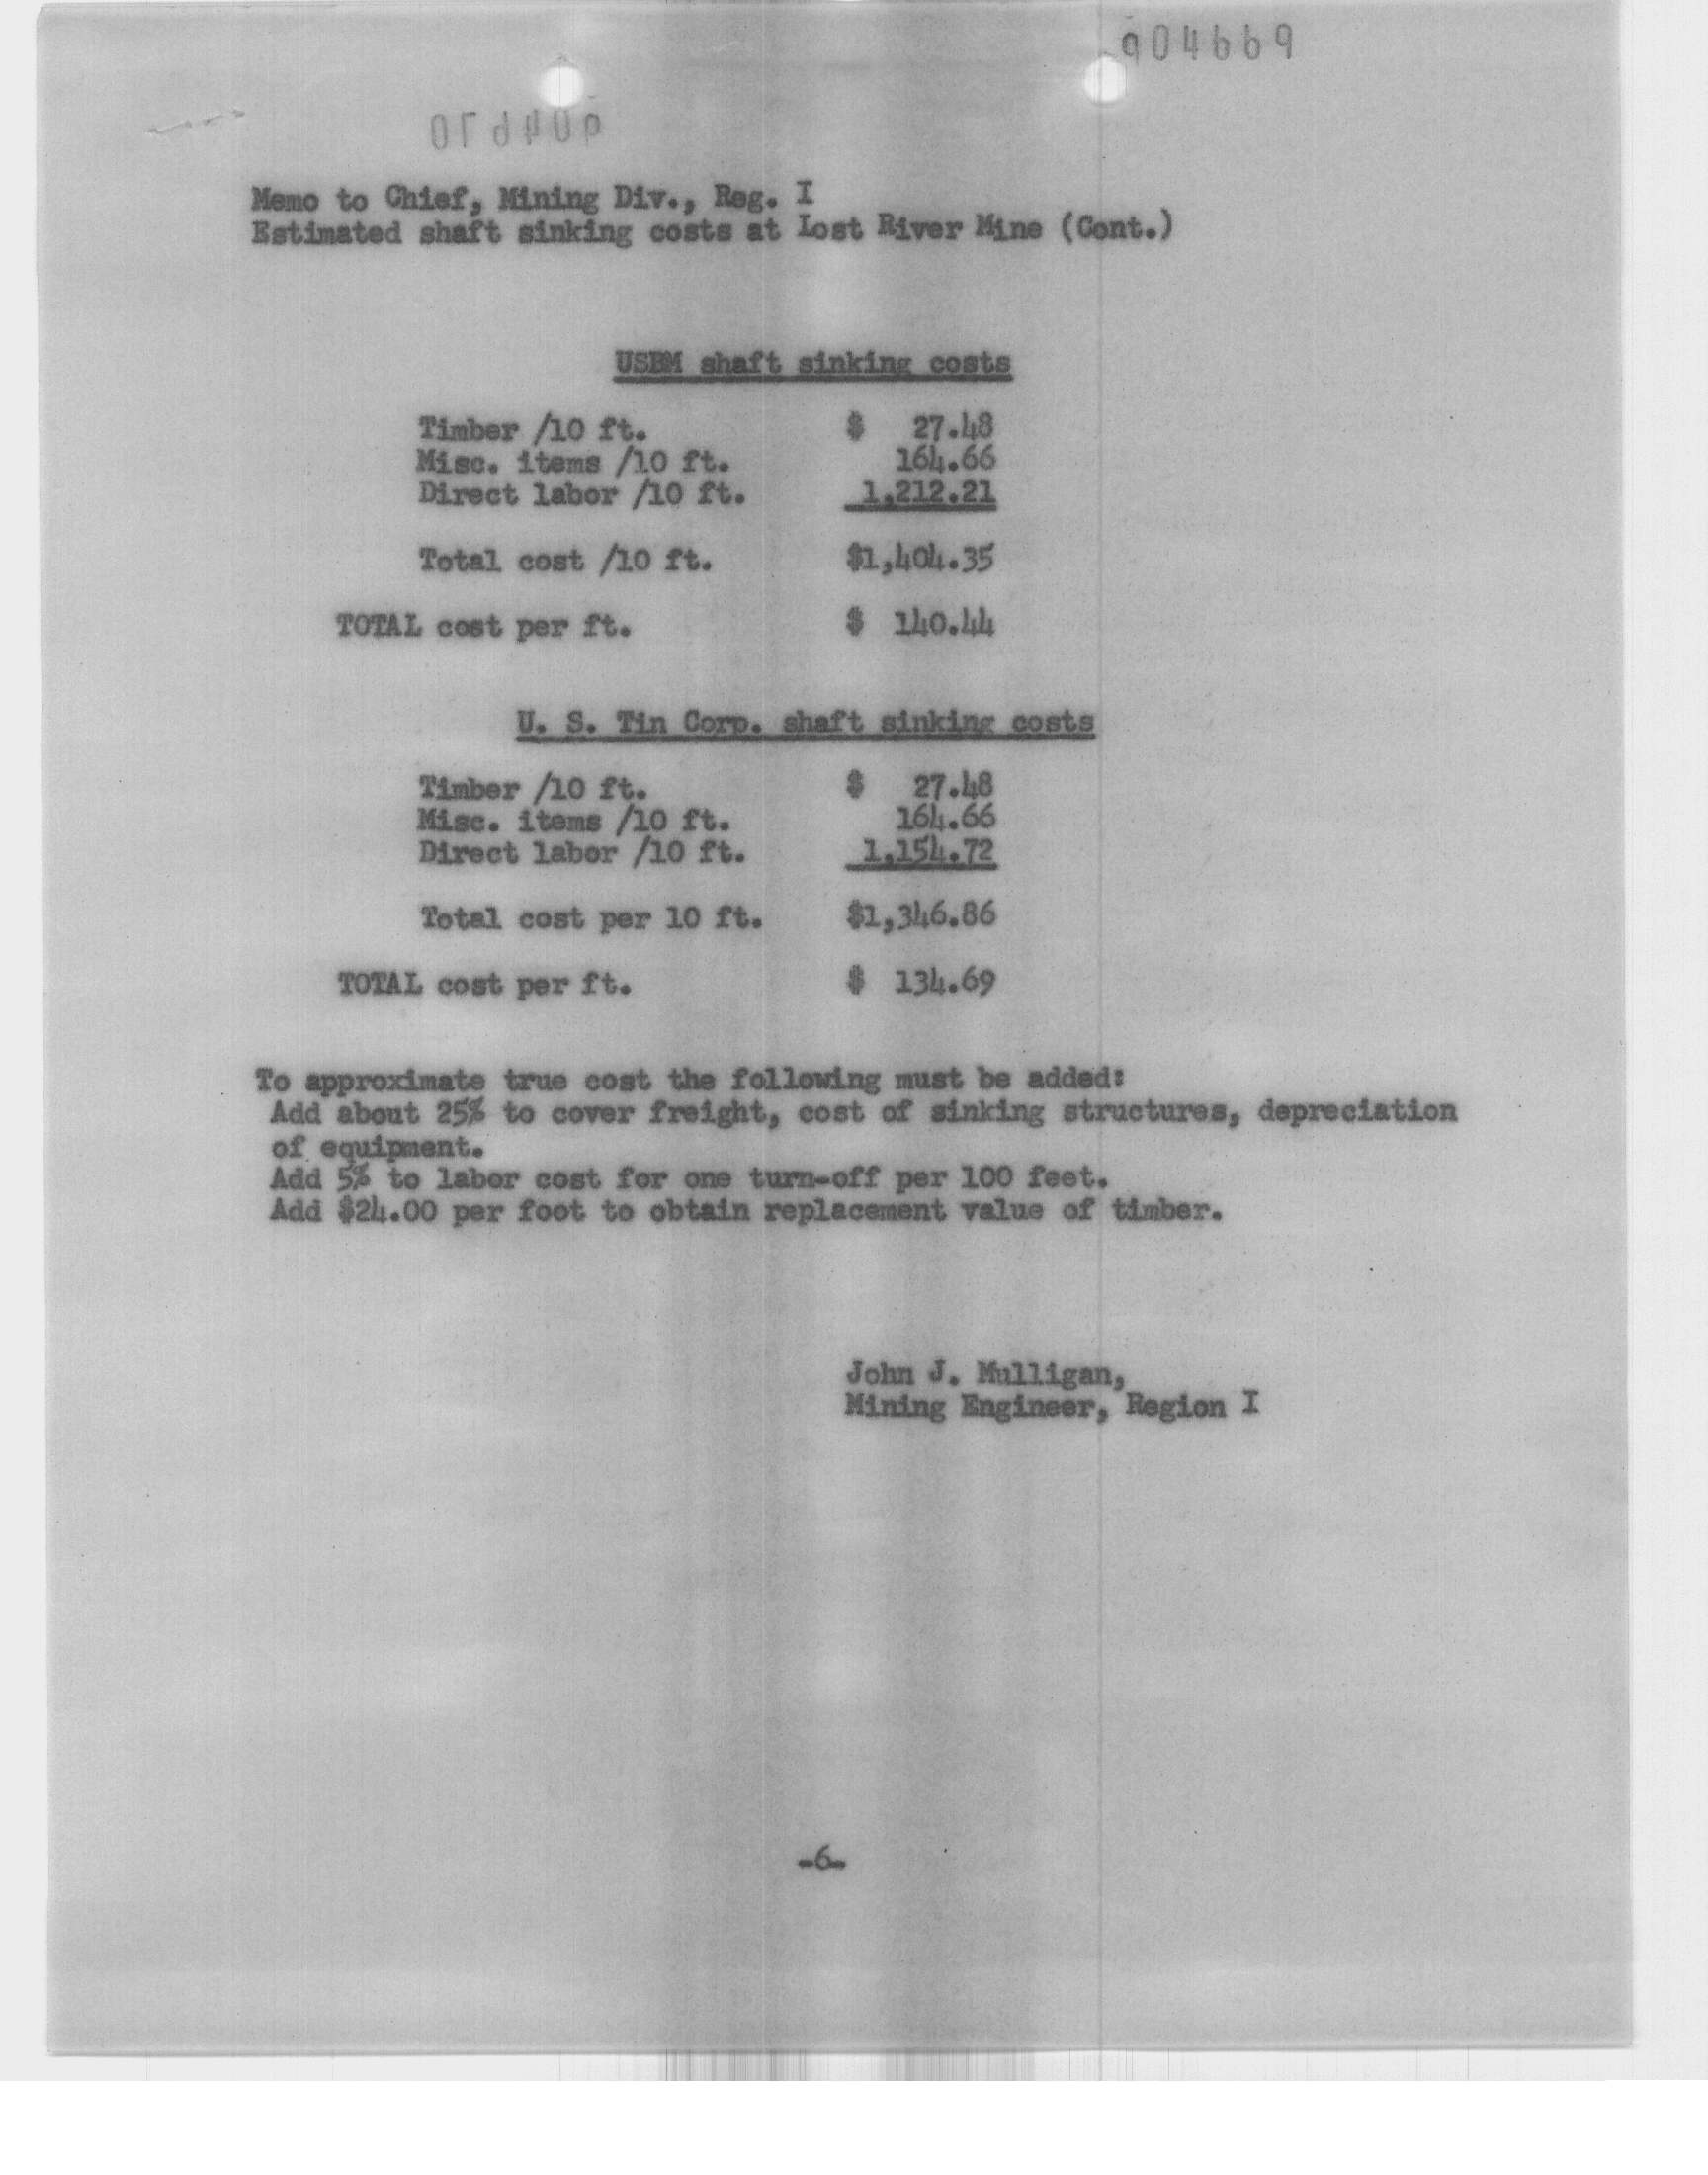 904669
Memo to Chief, Mining Div., Reg. I
Estimated shaft sinking costs at Lost River Mine (Cont.)
USBM shaft sinking costs
Timber /10 ft. $ 27.48
Misc. items /10 ft. 164.66
Direct labor /10 ft. 1,212.21
Total cost /10 ft. $1,404.35
TOTAL cost per ft. $ 140.44
U. S. Tin Corp. shaft sinking costs
Timber /10 ft. $ 27.48
Misc. items /10 ft. 164.66
Direct labor /10 ft. 1,154.72
Total cost per 10 ft. $1,346.86
TOTAL cost per ft. $ 134.69
To approximate true cost the following must be added:
Add about 25% to cover freight, cost of sinking structures, depreciation
of equipment.
Add 5% to labor cost for one turn-off per 100 feet.
Add $24.00 per foot to obtain replacement value of timber.
John J. Mulligan,
Mining Engineer, Region I
-6-